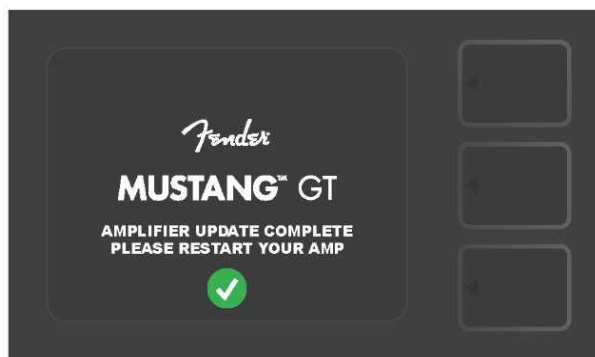 Fender
MUSTANG™ GT
AMPLIFIER UPDATE COMPLETE
PLEASE RESTART YOUR AMP